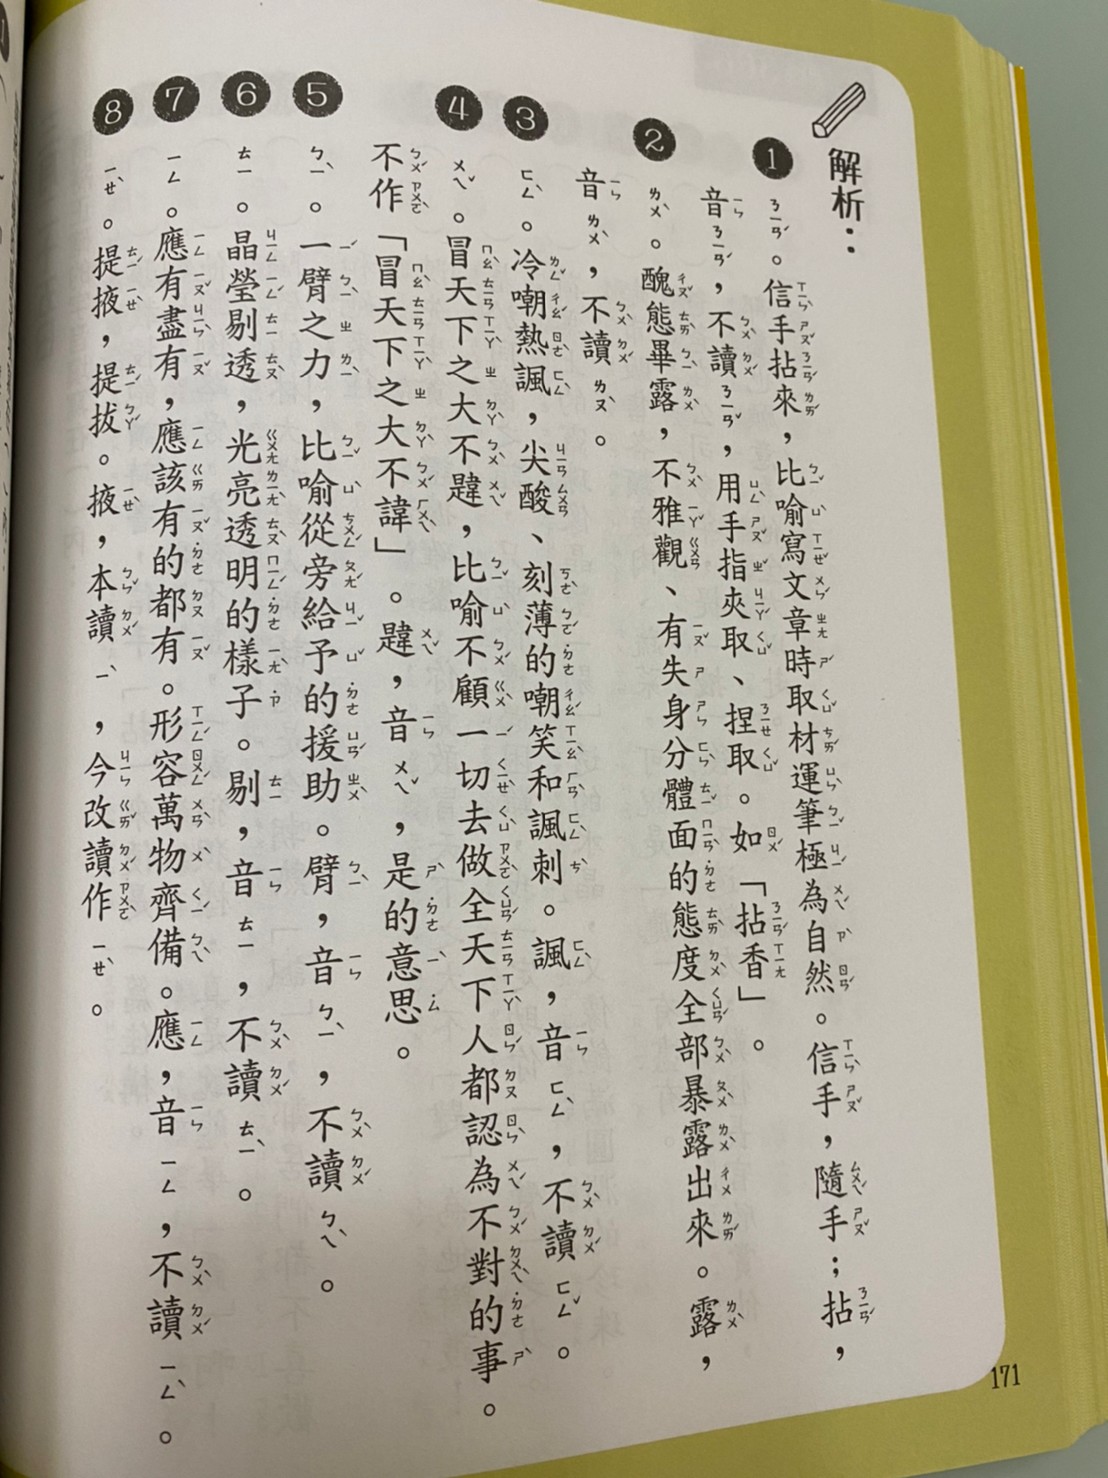 解析：
1 ㄋㄧㄢˊ。信手拈來，比喻寫文章時取材運筆極為自然。信手，隨手；拈，
音ㄋㄧㄢˊ，不讀ㄋㄧㄢˇ，用手指夾取、捏取。如「拈香」。
2 ㄌㄨˋ。醜態畢露，不雅觀、有失身分體面的態度全部暴露出來。露，
音ㄌㄨˋ，不讀ㄌㄡˋ。
3 ㄈㄥˋ。冷嘲熱諷，尖酸、刻薄的嘲笑和諷刺。諷，音ㄈㄥˋ，不讀ㄈㄥˇ。
4 ㄨㄟˇ。冒天下之大不韙，比喻不顧一切去做全天下人都認為不對的事。
不作「冒天下之大不諱」。韙，音ㄨㄟˇ，是的意思。
5 ㄅㄧˋ。一臂之力，比喻從旁給予的援助。臂，音ㄅㄧˋ，不讀ㄅㄟˋ。
6 ㄊㄧ。晶瑩剔透，光亮透明的樣子。剔，音ㄊㄧ，不讀ㄊㄧˋ。
7 ㄧㄥ。應有盡有，應該有的都有。形容萬物齊備。應，音ㄧㄥ，不讀ㄧㄥˋ。
8 ㄧㄝˋ。提掖，提拔。掖，本讀ㄧˋ，今改讀作ㄧㄝˋ。
171